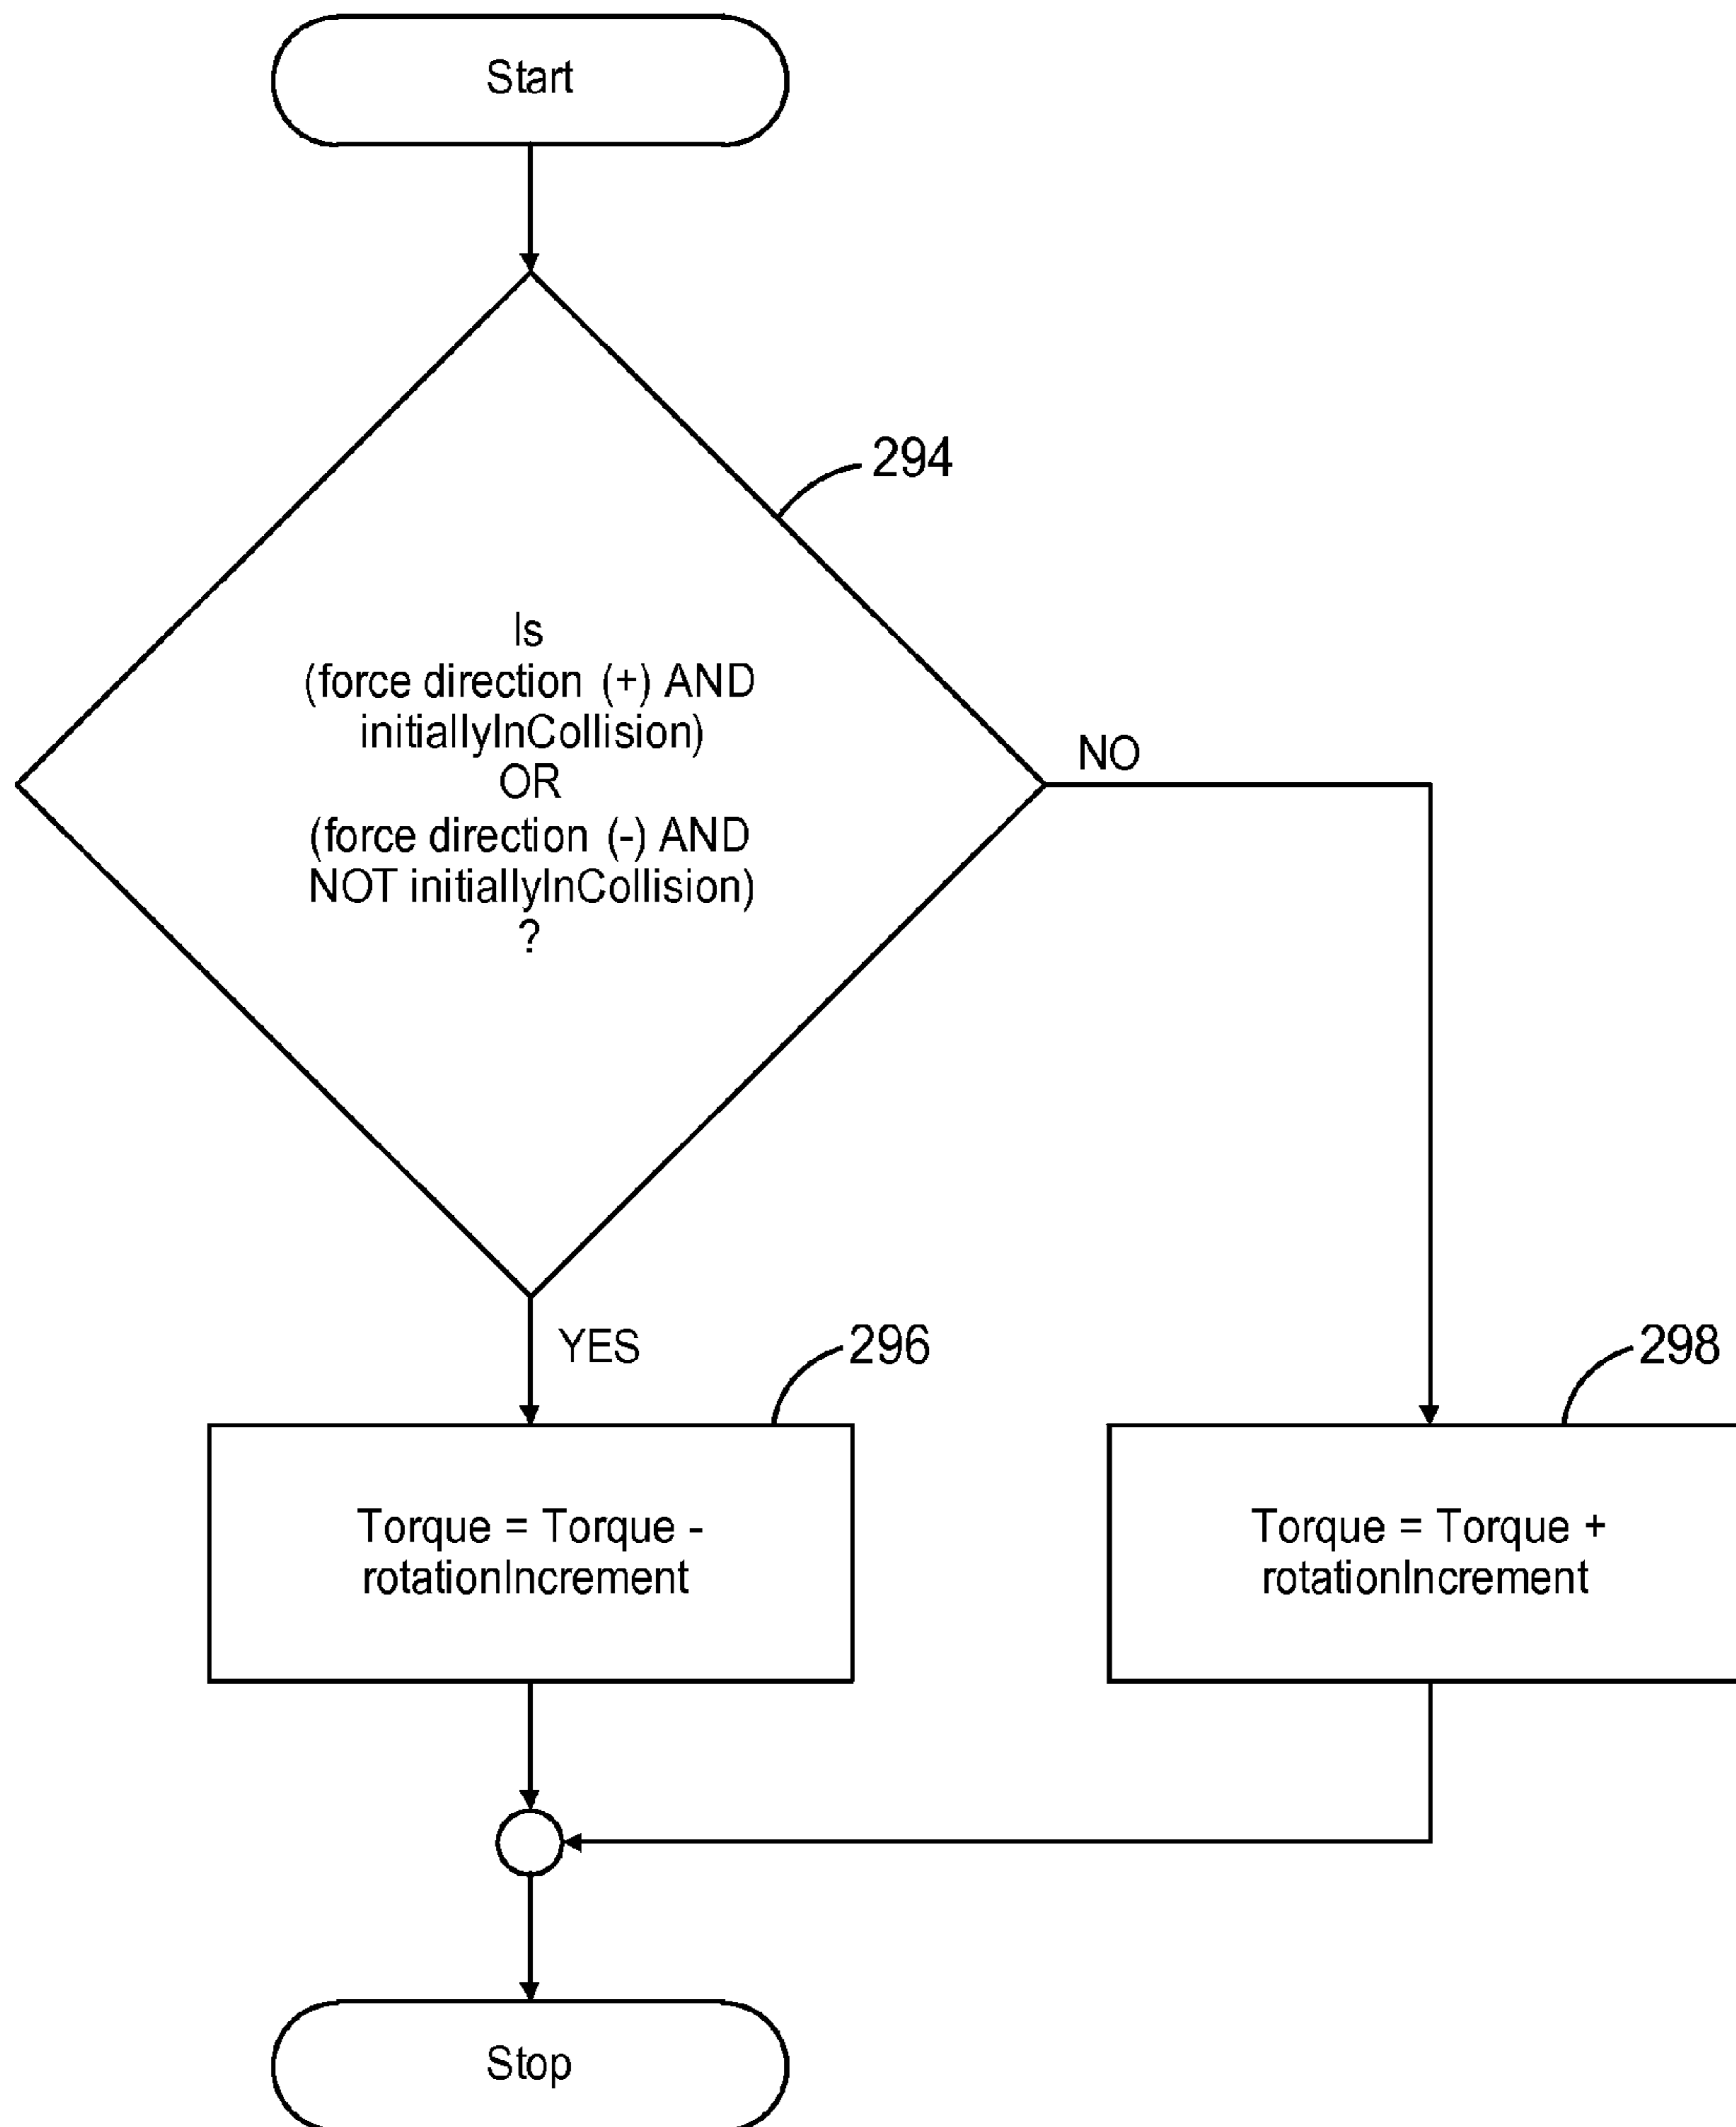 Start
294
Is
(force direction (+) AND
initiallyInCollision)
OR
(force direction (-) AND
NOT initiallyInCollision)
?
NO
YES
296
298
Torque = Torque -
rotationIncrement
Torque = Torque +
rotationIncrement
Stop